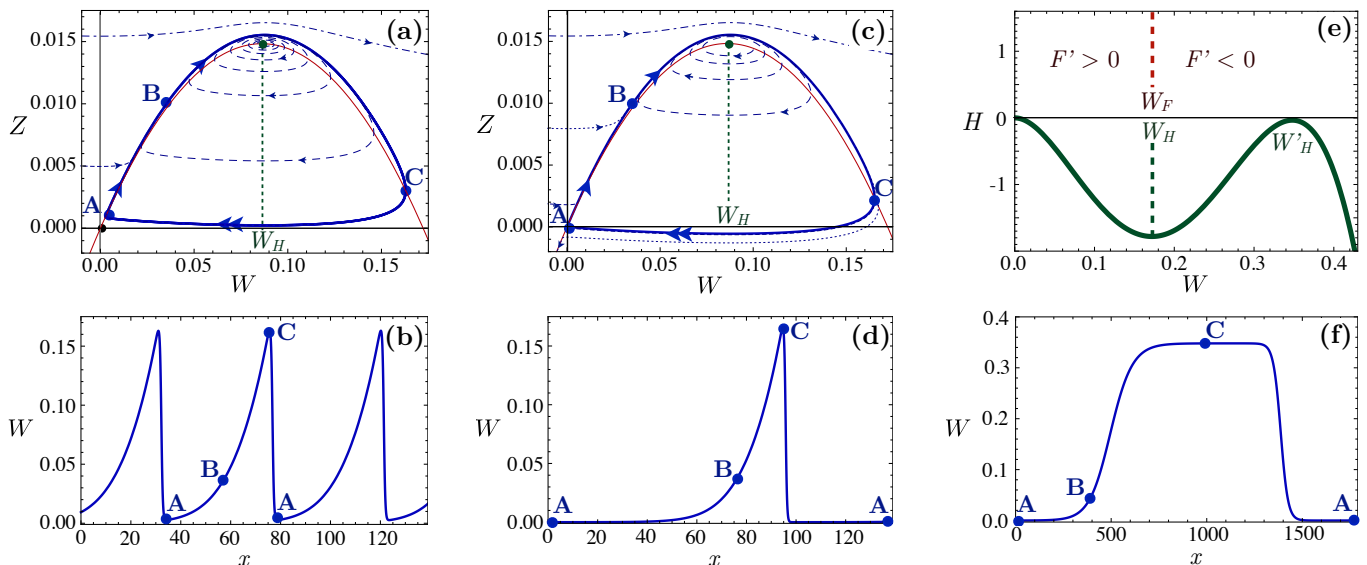 (a)
0.015
B
0.010
Z
0.005
C
A
0.000
W_H
0.00 0.05 0.10 0.15
W
(c)
0.015
B
0.010
Z
0.005
C
A
0.000
W_H
0.00 0.05 0.10 0.15
W
(e)
1
F' > 0 F' < 0
W_F
H 0
W_H W'_H
-1
0.0 0.1 0.2 0.3 0.4
W
(b)
0.15
C
0.10
W
0.05
B
A A
0.00
0 20 40 60 80 100 120
x
(d)
0.15
C
0.10
W
0.05
B
A A
0.00
0 20 40 60 80 100 120
x
(f)
0.4
C
0.3
0.2
W
0.1
B
A A
0.0
0 500 1000 1500
x